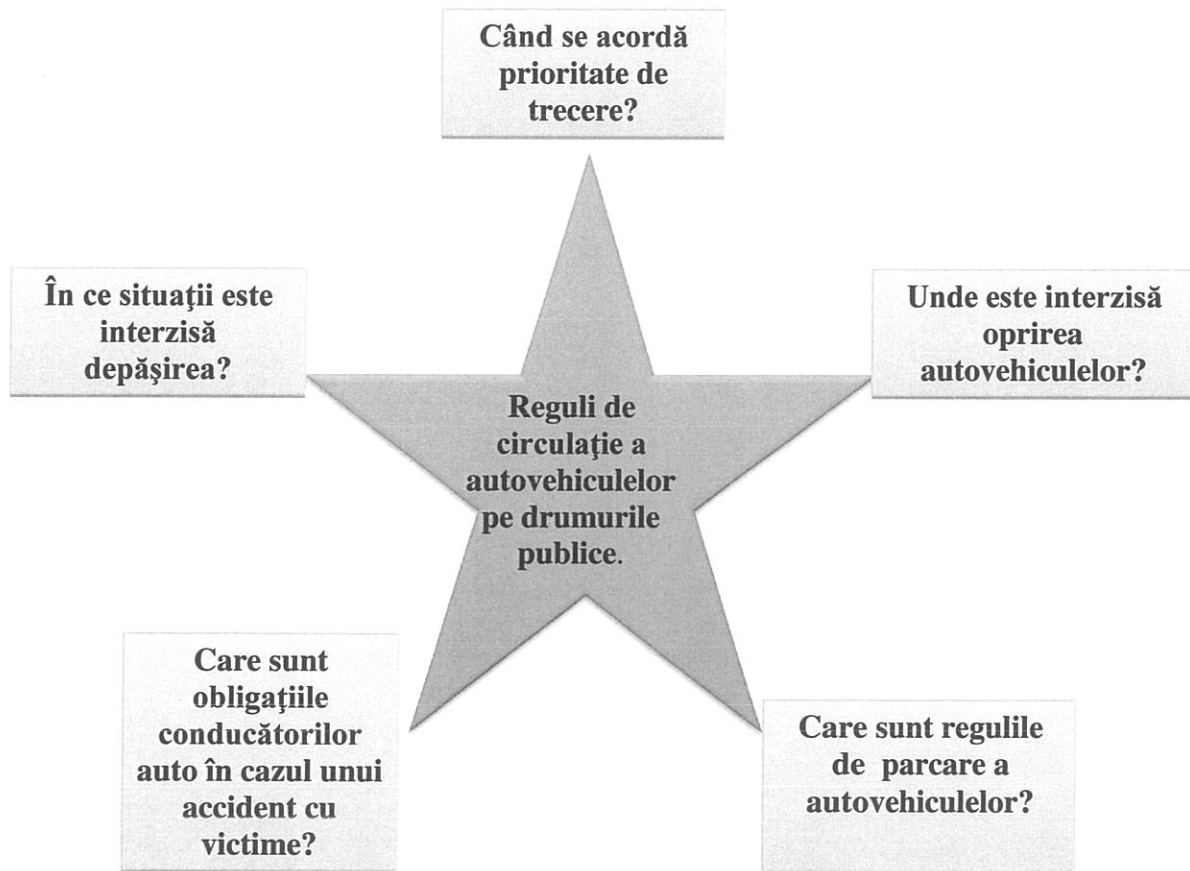 Când se acordă
prioritate de
trecere?
În ce situaţii este
interzisă
depăşirea?
Unde este interzisă
oprirea
autovehiculelor?
Reguli de
circulaţie a
autovehiculelor
pe drumurile
publice.
Care sunt
obligaţiile
conducătorilor
auto în cazul unui
accident cu
victime?
Care sunt regulile
de parcare a
autovehiculelor?